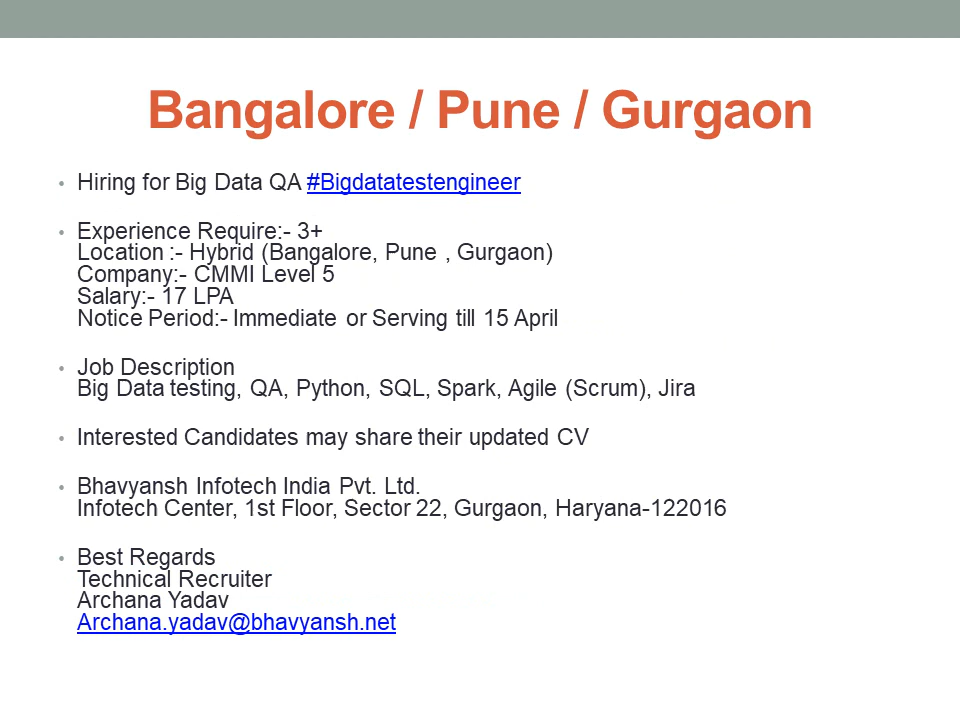 Bangalore / Pune / Gurgaon
• Hiring for Big Data QA #Bigdatatestengineer
• Experience Require:- 3+
Location :- Hybrid (Bangalore, Pune , Gurgaon)
Company:- CMMI Level 5
Salary:- 17 LPA
Notice Period:- Immediate or Serving till 15 April
• Job Description
Big Data testing, QA, Python, SQL, Spark, Agile (Scrum), Jira
• Interested Candidates may share their updated CV
• Bhavyansh Infotech India Pvt. Ltd.
Infotech Center, 1st Floor, Sector 22, Gurgaon, Haryana-122016
• Best Regards
Technical Recruiter
Archana Yadav
Archana.yadav@bhavyansh.net